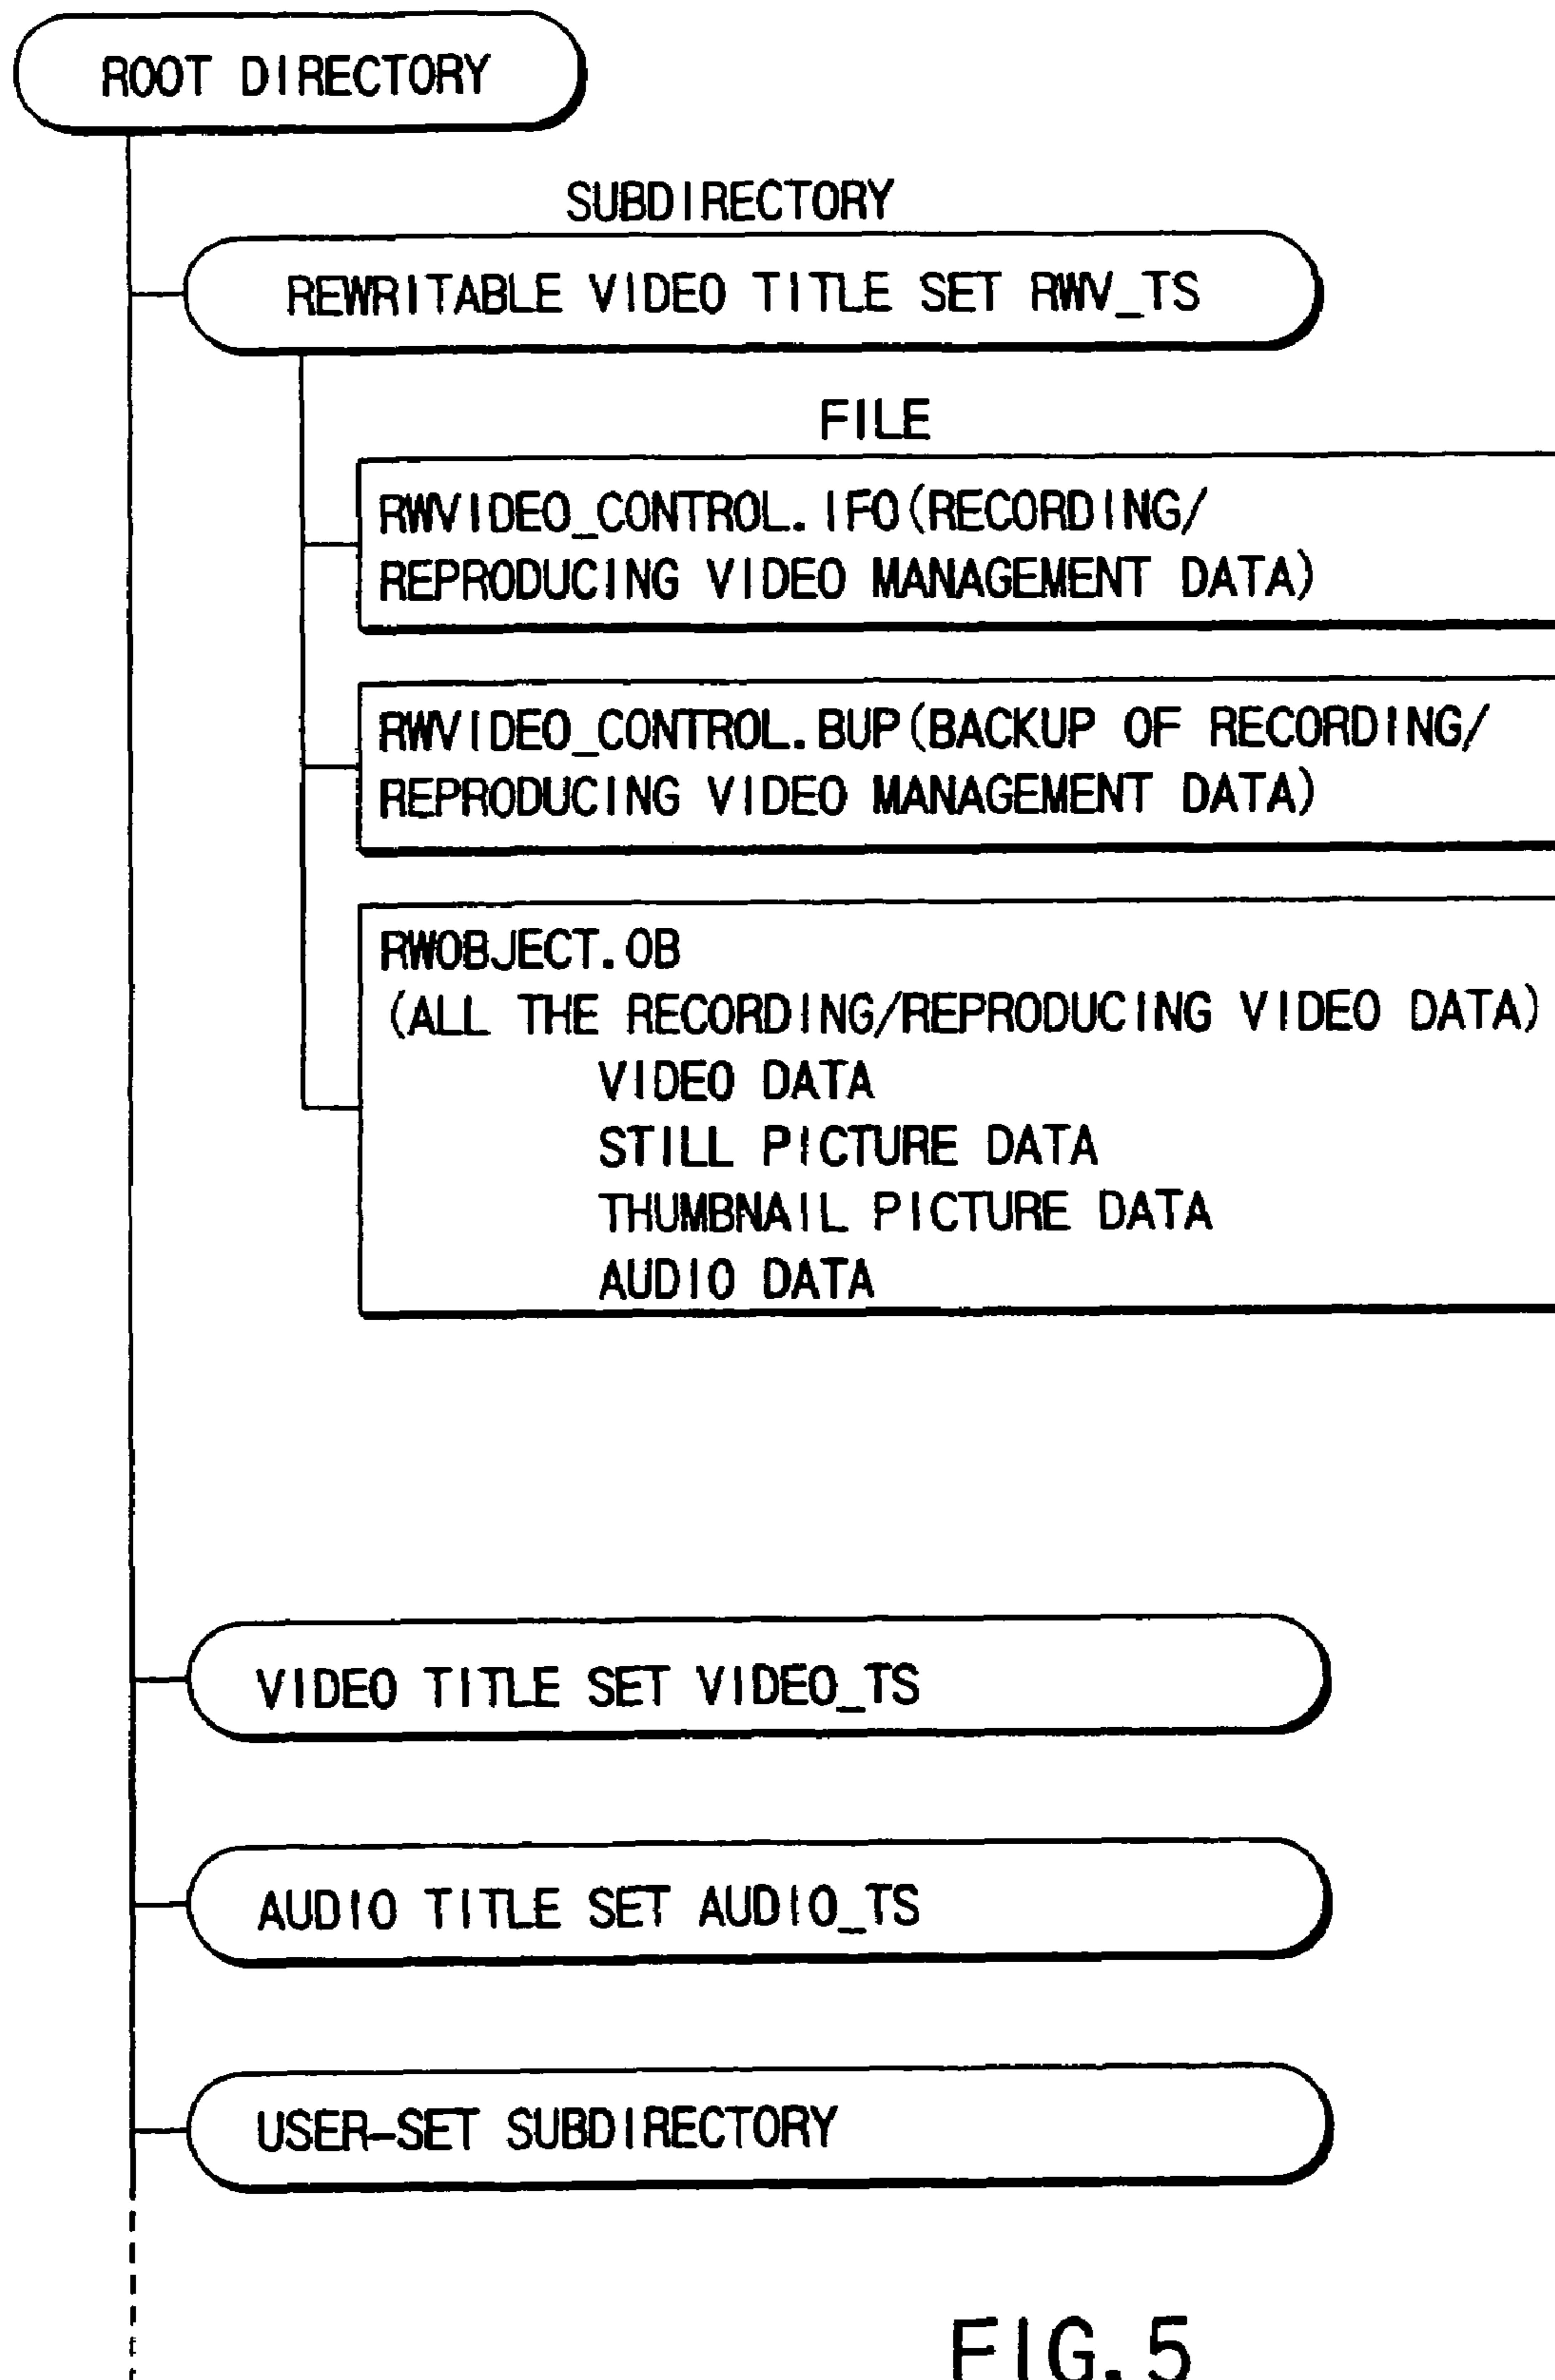 ROOT DIRECTORY
SUBDIRECTORY
REWRITABLE VIDEO TITLE SET RWV_TS
FILE
RWVIDEO_CONTROL.IFO(RECORDING/
REPRODUCING VIDEO MANAGEMENT DATA)
RWVIDEO_CONTROL.BUP(BACKUP OF RECORDING/
REPRODUCING VIDEO MANAGEMENT DATA)
RWOBJECT.OB
(ALL THE RECORDING/REPRODUCING VIDEO DATA)
VIDEO DATA
STILL PICTURE DATA
THUMBNAIL PICTURE DATA
AUDIO DATA
VIDEO TITLE SET VIDEO_TS
AUDIO TITLE SET AUDIO_TS
USER-SET SUBDIRECTORY
FIG.5